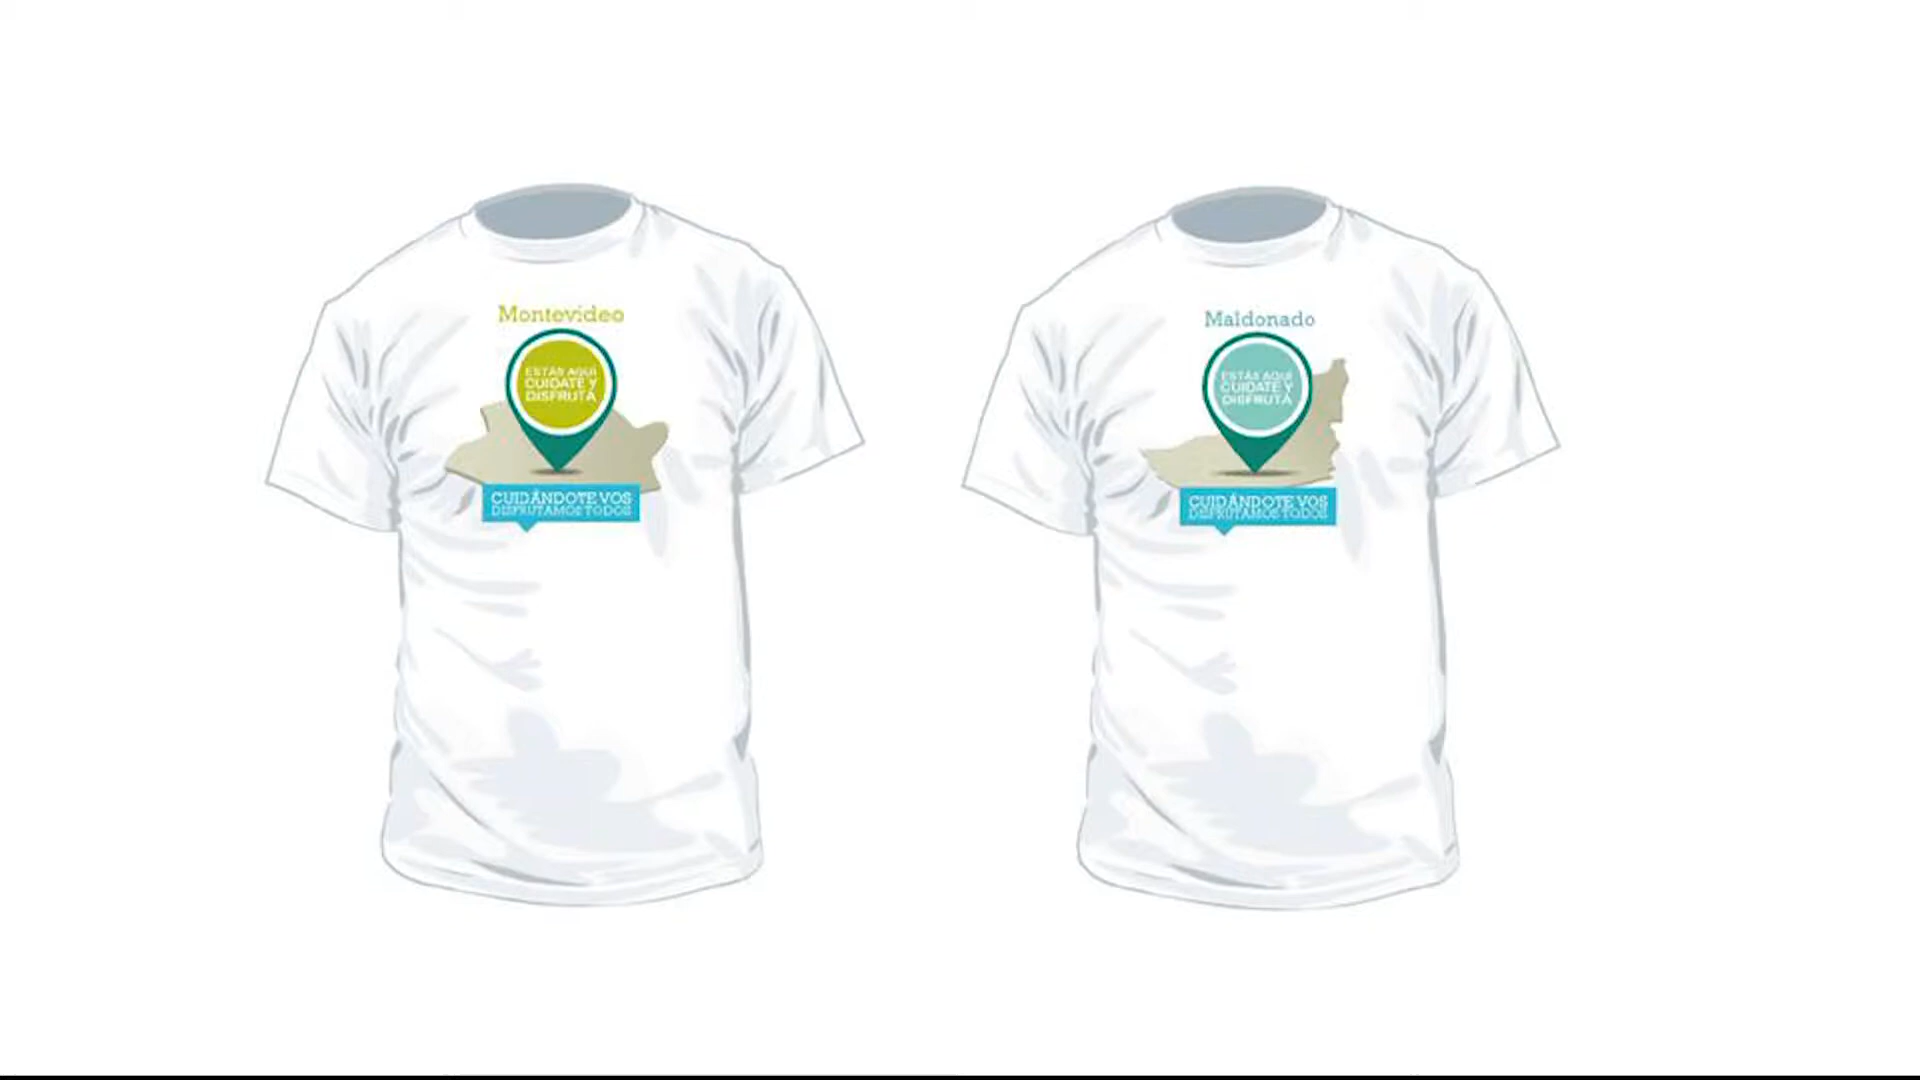 Montevideo
ESTÁS AQUÍ
CUIDATE Y
DISFRUTÁ
CUIDÁNDOTE VOS
DISFRUTAMOS TODOS
Maldonado
ESTÁS AQUÍ
CUIDATE Y
DISFRUTÁ
CUIDÁNDOTE VOS
DISFRUTAMOS TODOS